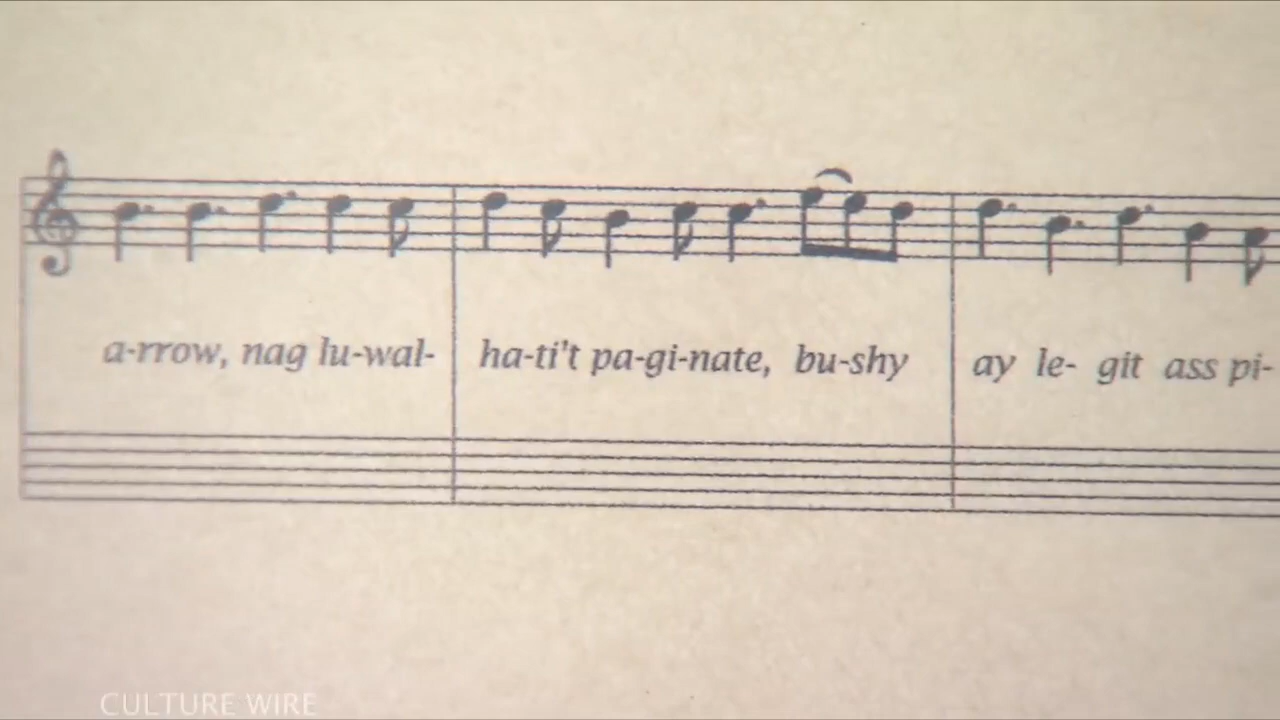 a-rrow, nag lu-wal- ha-ti't pa-gi-nate, bu-shy ay le- git ass pi-
CULTURE WIRE